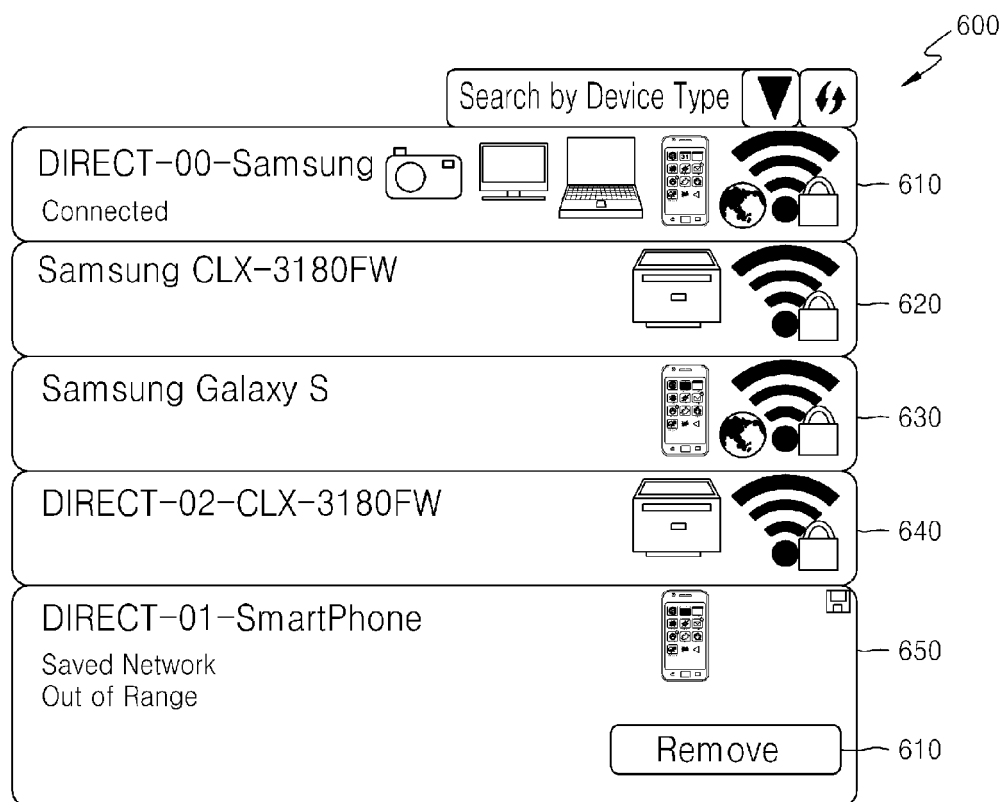 600
Search by Device Type
DIRECT-00-Samsung
Connected
610
Samsung CLX-3180FW
620
Samsung Galaxy S
630
DIRECT-02-CLX-3180FW
640
DIRECT-01-SmartPhone
Saved Network
Out of Range
650
Remove
610